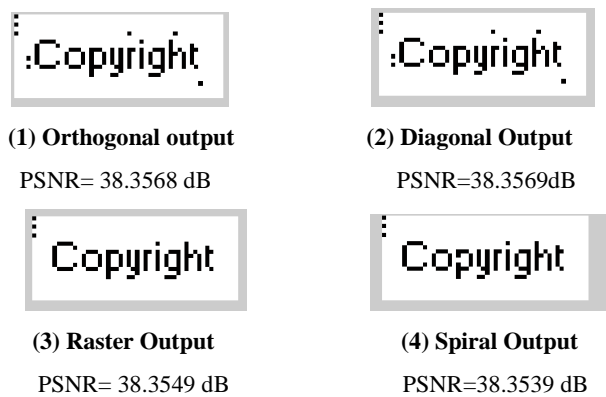 Copyright
Copyright
(1) Orthogonal output
(2) Diagonal Output
PSNR= 38.3568 dB
PSNR=38.3569dB
Copyright
Copyright
(3) Raster Output
(4) Spiral Output
PSNR= 38.3549 dB
PSNR=38.3539 dB